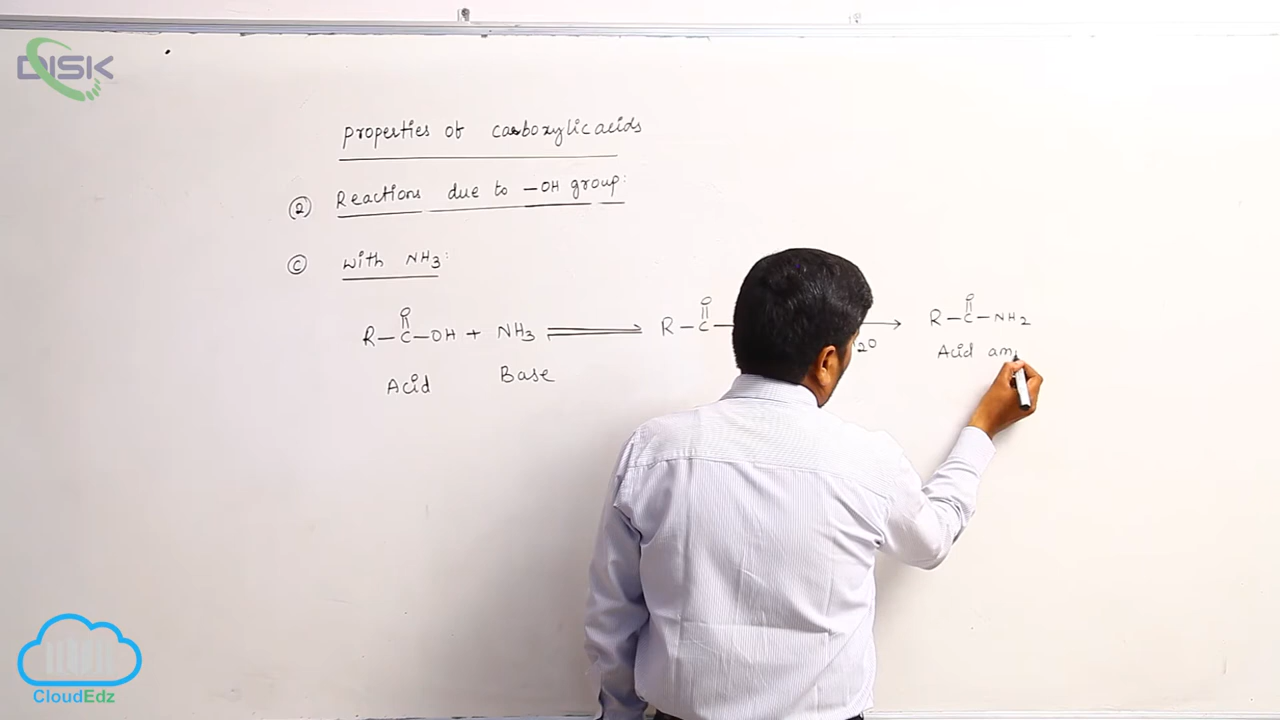 DISK
properties of carboxylic acids
② Reactions due to –OH group:
Ⓒ With NH3:
O O O
R – C – OH + NH3 ⇌ R – C – → R – C – NH2
2O
Acid Base Acid am
CloudEdz